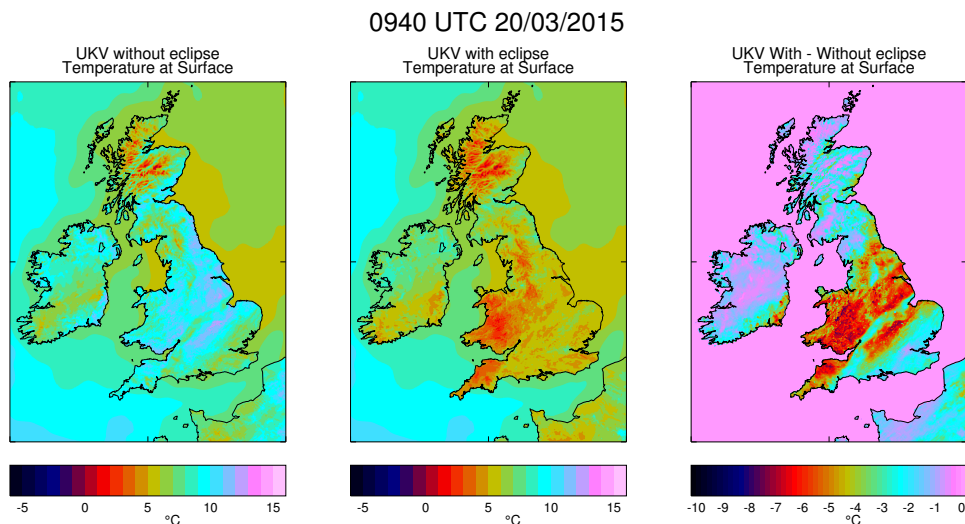 0940 UTC 20/03/2015
UKV without eclipse
Temperature at Surface
UKV with eclipse
Temperature at Surface
UKV With - Without eclipse
Temperature at Surface
-5 0 5 10 15
°C
-5 0 5 10 15
°C
-10 -9 -8 -7 -6 -5 -4 -3 -2 -1 0
°C